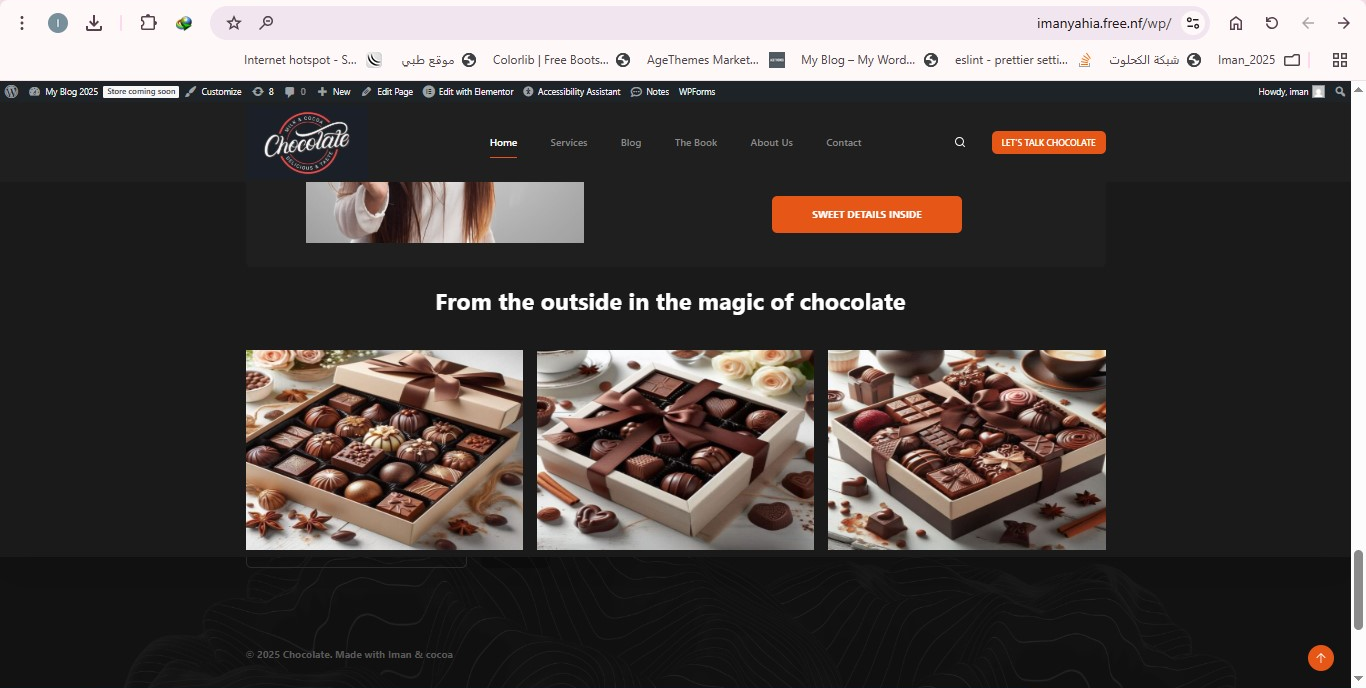 imanyahia.free.nf/wp/
Internet hotspot - S...
موقع طبي
Colorlib | Free Boots...
AgeThemes Market...
My Blog – My Word...
eslint - prettier setti...
شبكة الكحلوت
Iman_2025
My Blog 2025
Store coming soon
Customize
8
0
New
Edit Page
Edit with Elementor
Accessibility Assistant
Notes
WPForms
Howdy, iman
MILK & COCOA
Chocolate
DELICIOUS & TASTE
Home
Services
Blog
The Book
About Us
Contact
LET'S TALK CHOCOLATE
SWEET DETAILS INSIDE
From the outside in the magic of chocolate
© 2025 Chocolate. Made with Iman & cocoa